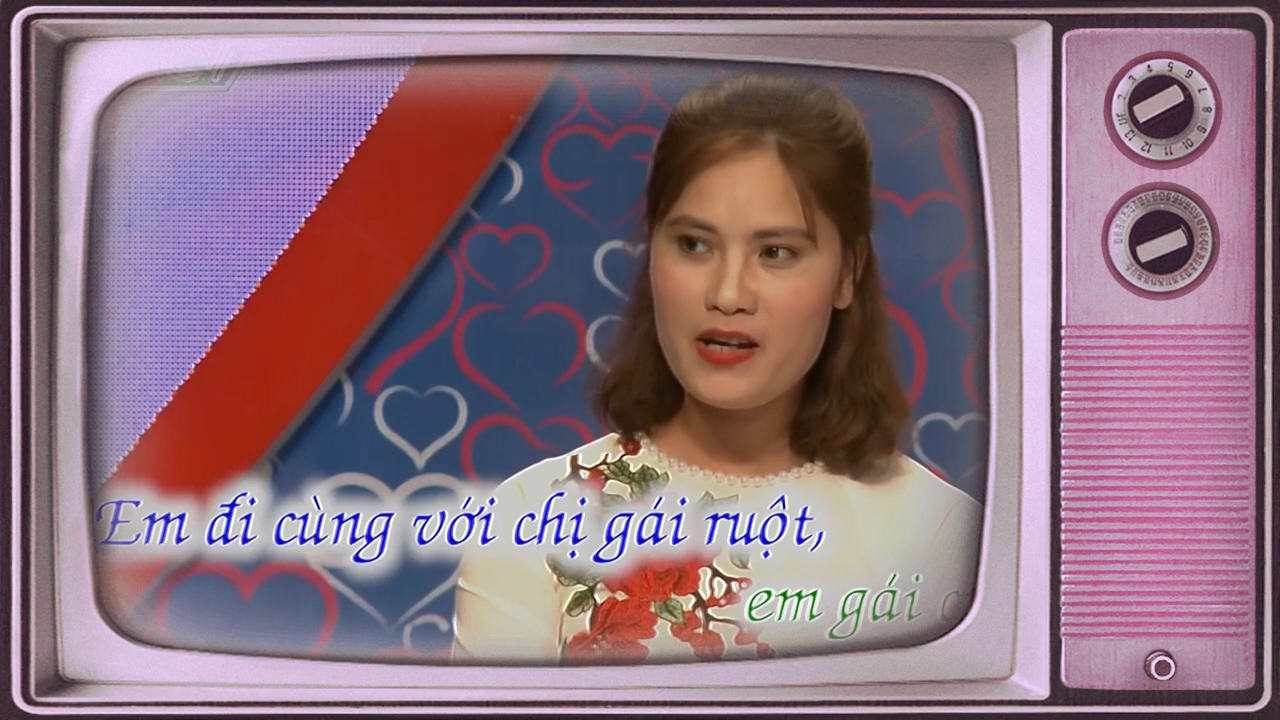 Em đi cùng với chị gái ruột,
em gái